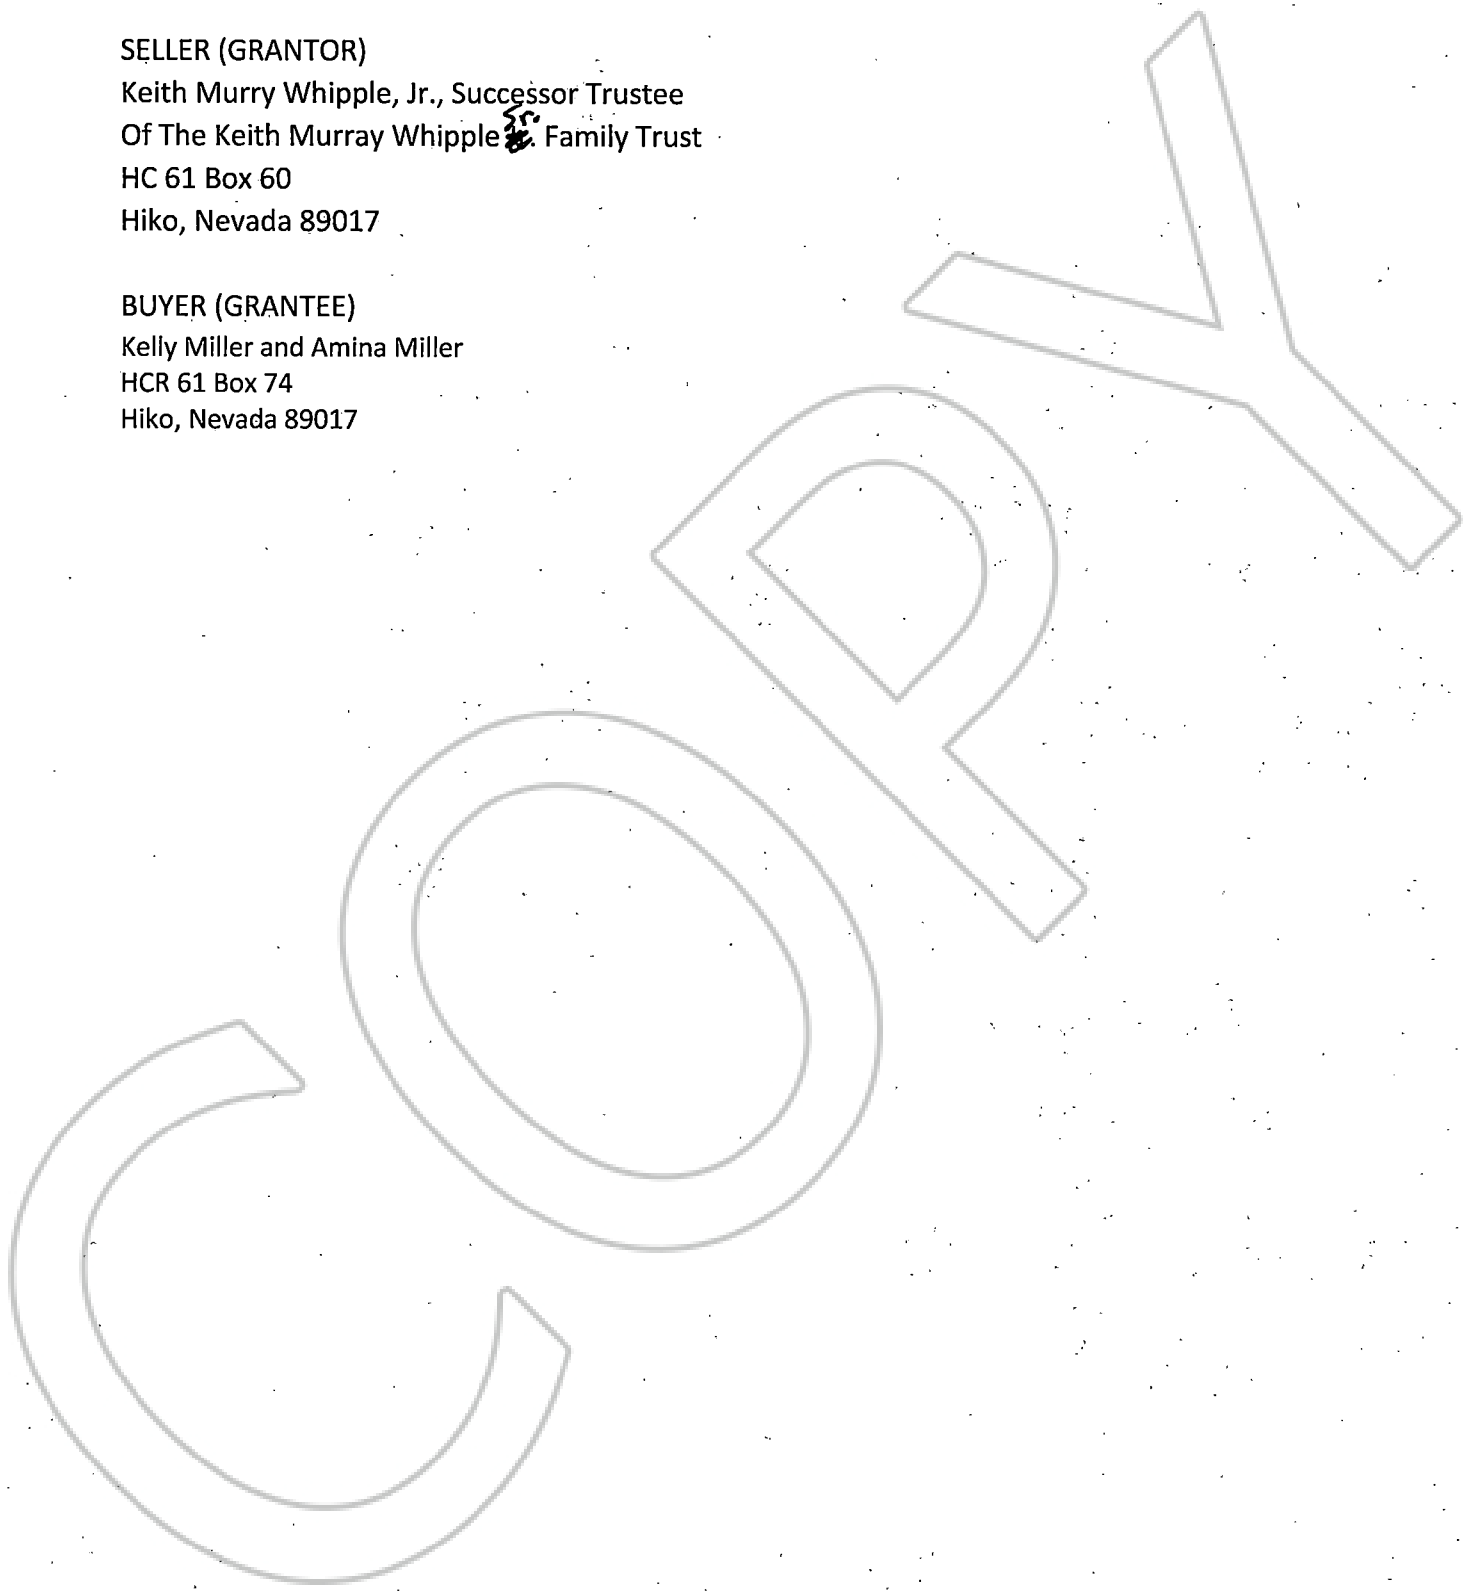 SELLER (GRANTOR)
Keith Murry Whipple, Jr., Successor Trustee
Of The Keith Murray Whipple Sr. Family Trust
HC 61 Box 60
Hiko, Nevada 89017
BUYER (GRANTEE)
Kelly Miller and Amina Miller
HCR 61 Box 74
Hiko, Nevada 89017
COPY